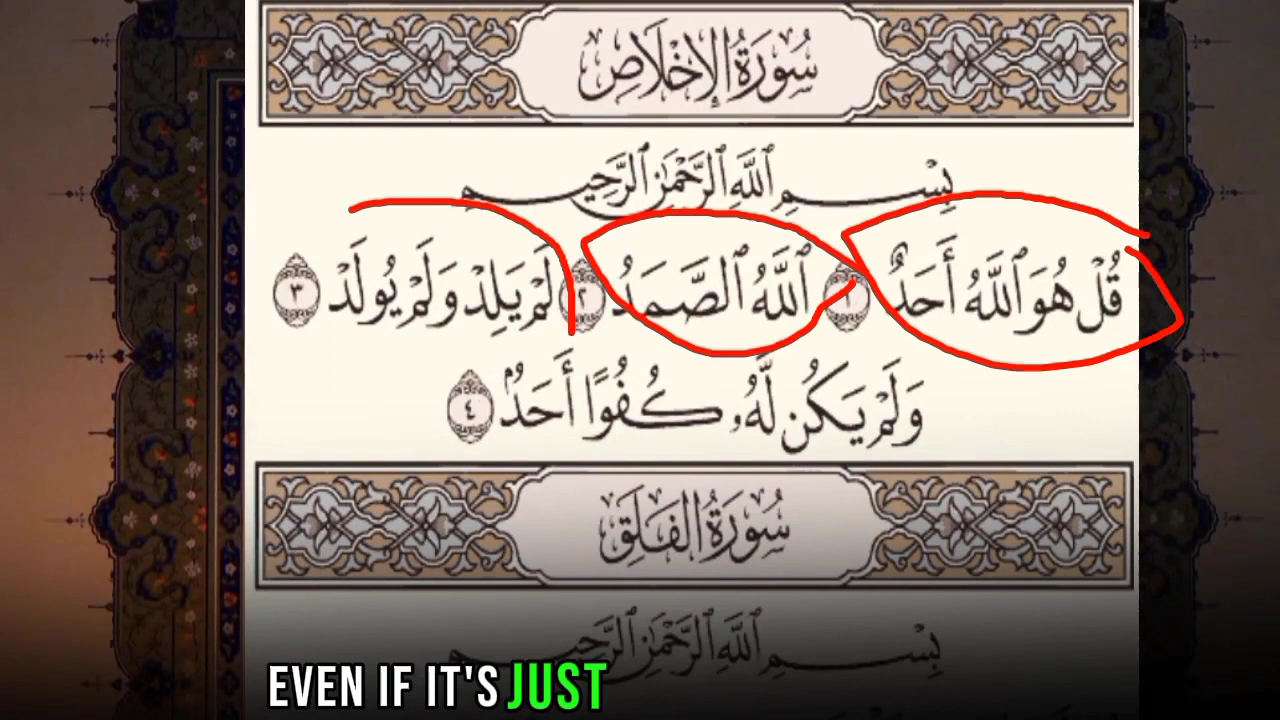 سُورَةُ الإِخْلَاصِ
بِسْمِ ٱللَّهِ ٱلرَّحْمَٰنِ ٱلرَّحِيمِ
قُلْ هُوَ ٱللَّهُ أَحَدٌ ١ ٱللَّهُ ٱلصَّمَدُ ٢ لَمْ يَلِدْ وَلَمْ يُولَدْ ٣
وَلَمْ يَكُن لَّهُۥ كُفُوًا أَحَدٌۢ ٤
سُورَةُ الفَلَقِ
بِسْمِ ٱللَّهِ ٱلرَّحْمَٰنِ ٱلرَّحِيمِ
EVEN IF IT'S JUST